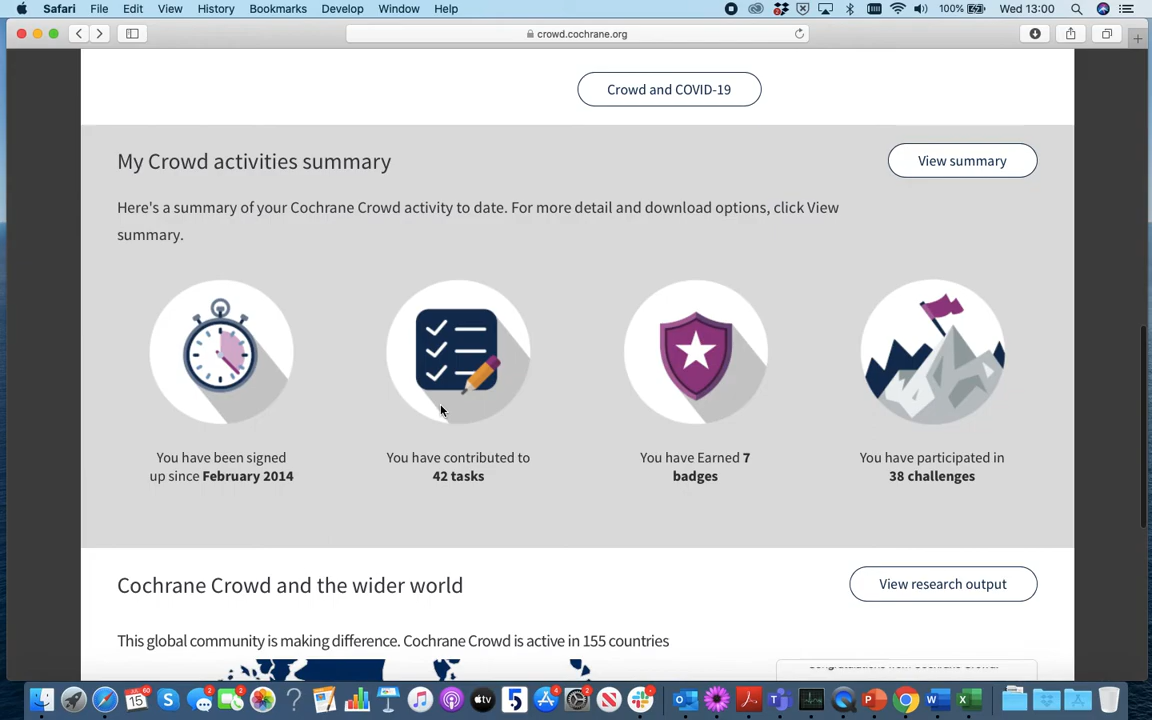 Safari File Edit View History Bookmarks Develop Window Help 100% Wed 13:00
crowd.cochrane.org
Crowd and COVID-19
My Crowd activities summary
View summary
Here's a summary of your Cochrane Crowd activity to date. For more detail and download options, click View
summary.
You have been signed
up since February 2014
You have contributed to
42 tasks
You have Earned 7
badges
You have participated in
38 challenges
Cochrane Crowd and the wider world
View research output
This global community is making difference. Cochrane Crowd is active in 155 countries